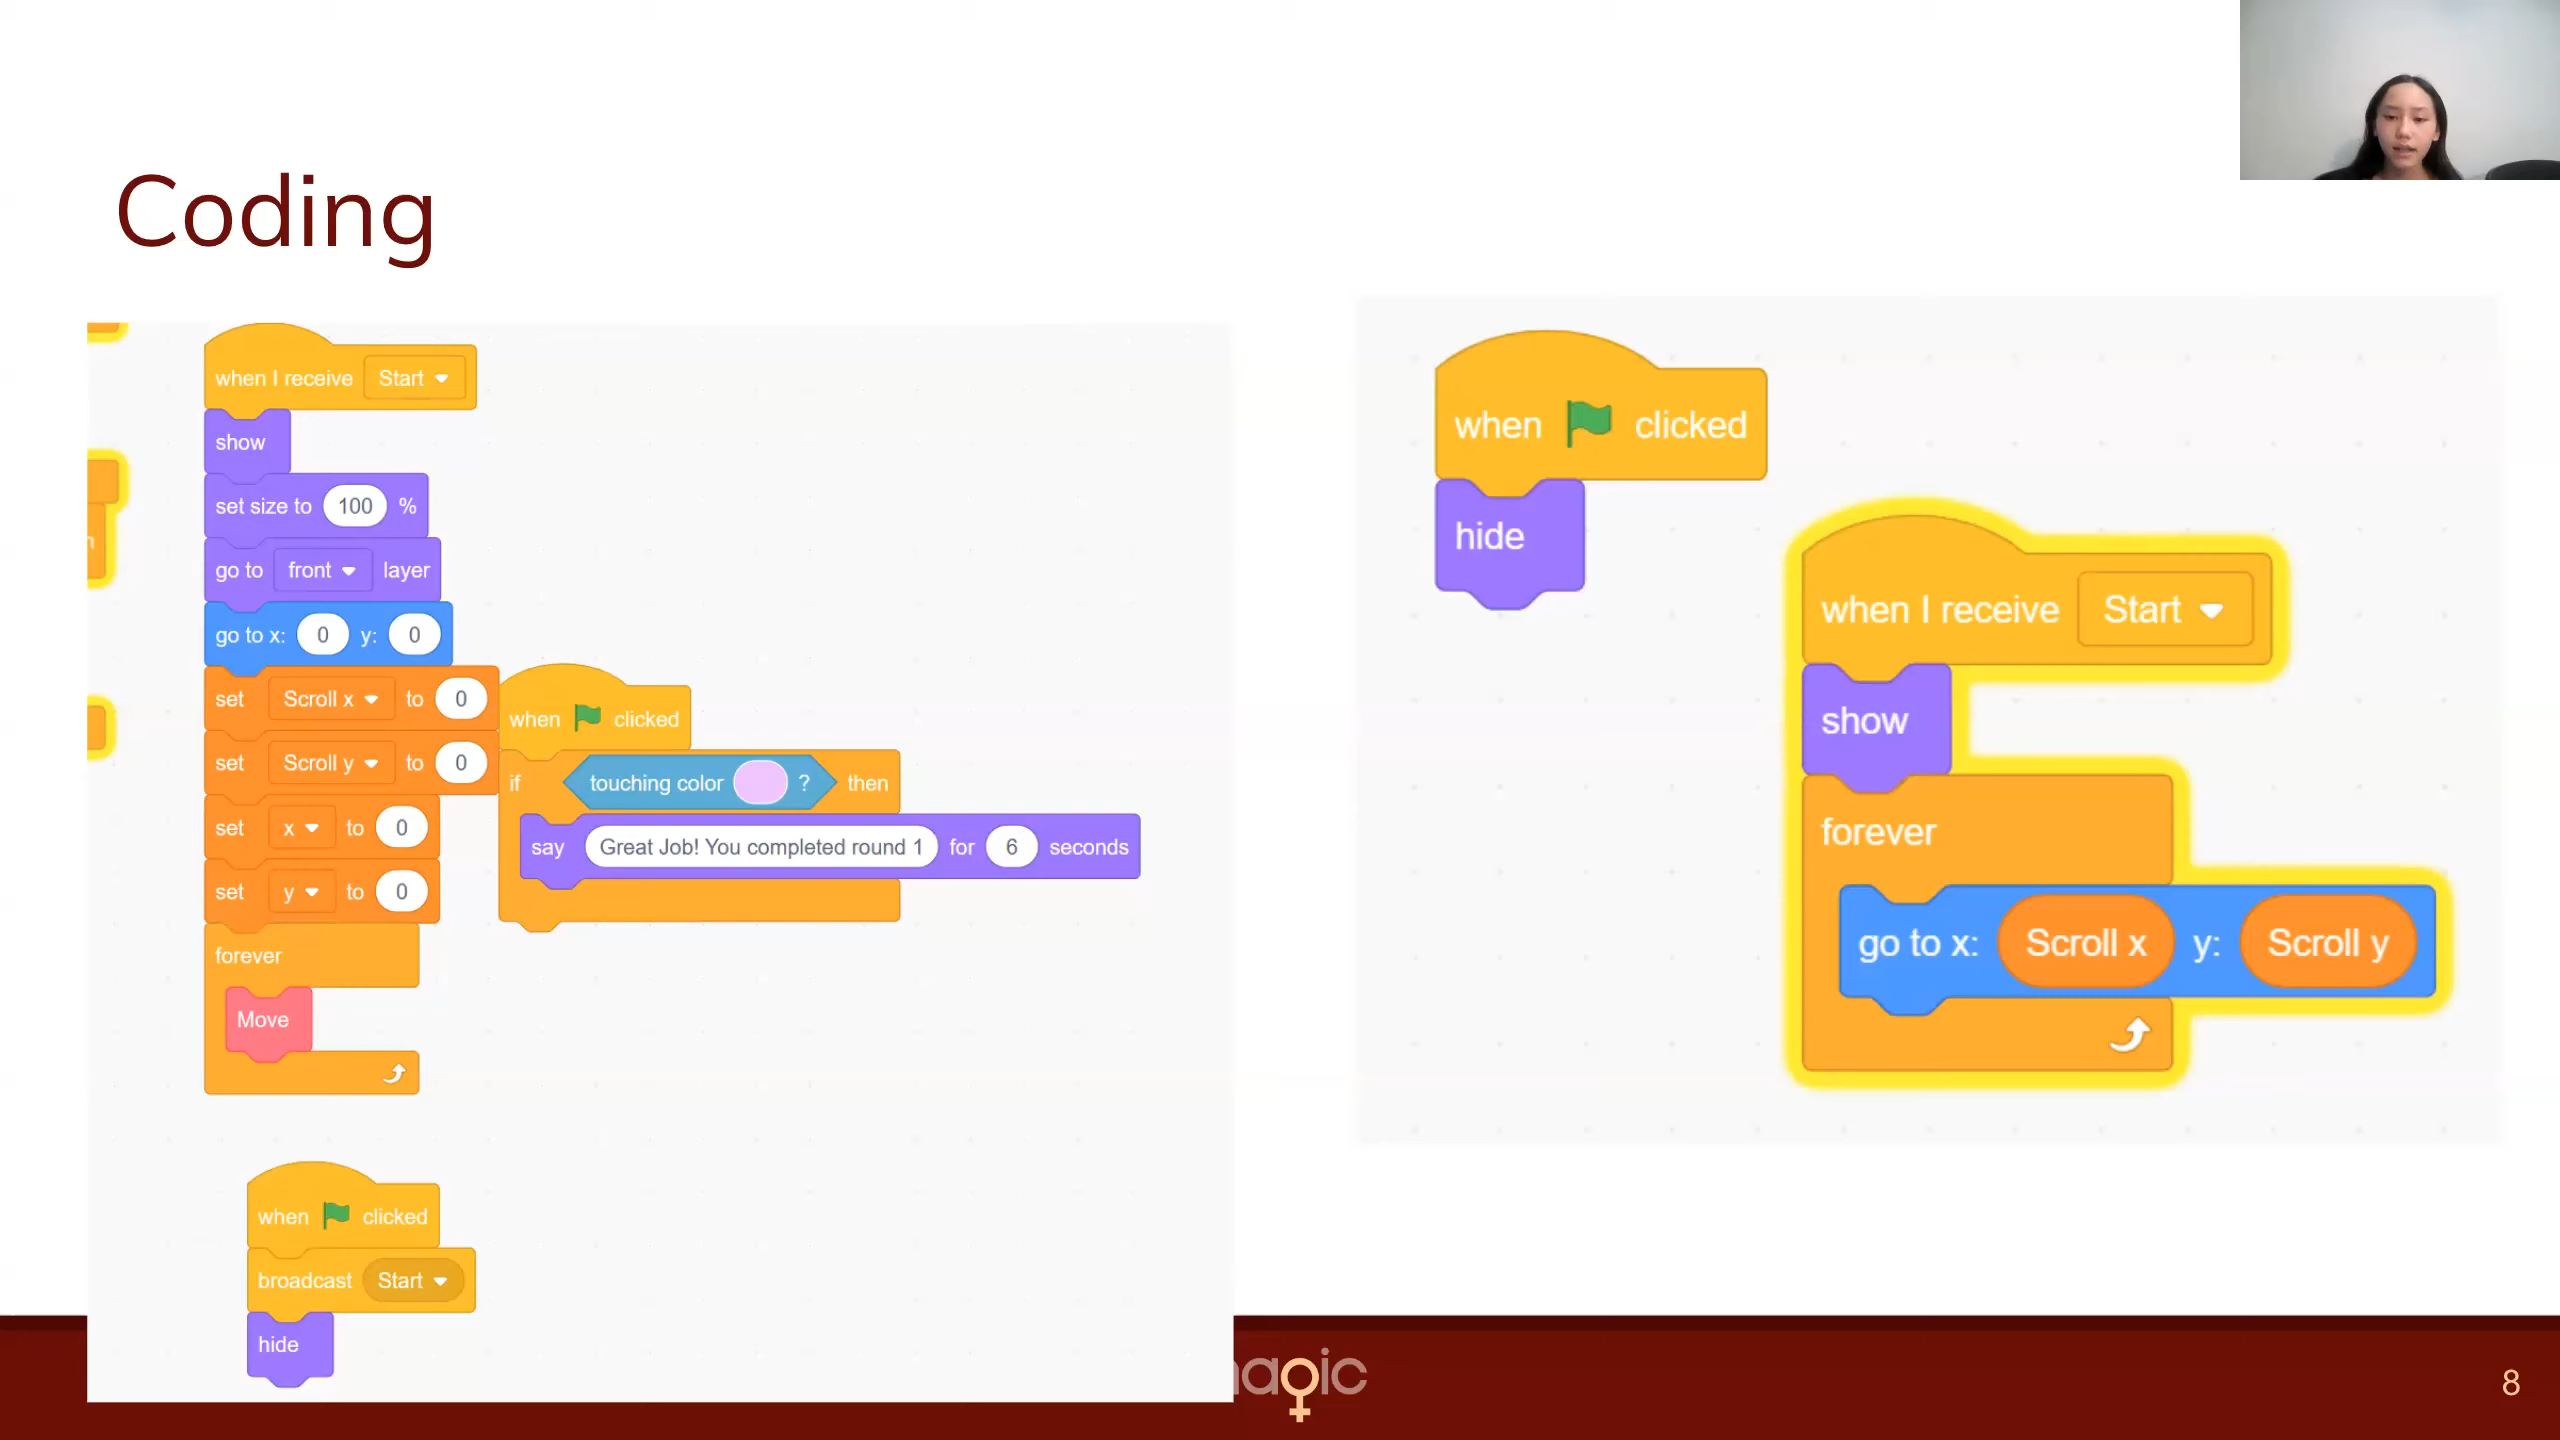 Coding
when I receive Start
show
set size to 100 %
go to front layer
go to x: 0 y: 0
set Scroll x to 0
set Scroll y to 0
set x to 0
set y to 0
forever
Move
when clicked
if touching color ? then
say Great Job! You completed round 1 for 6 seconds
when clicked
broadcast Start
hide
when clicked
hide
when I receive Start
show
forever
go to x: Scroll x y: Scroll y
8